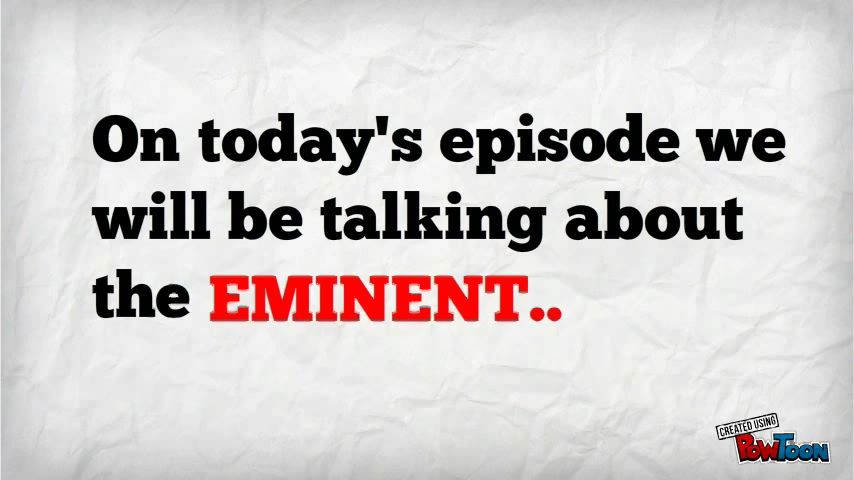 On today's episode we
will be talking about
the EMINENT..
CREATED USING
POWTOON